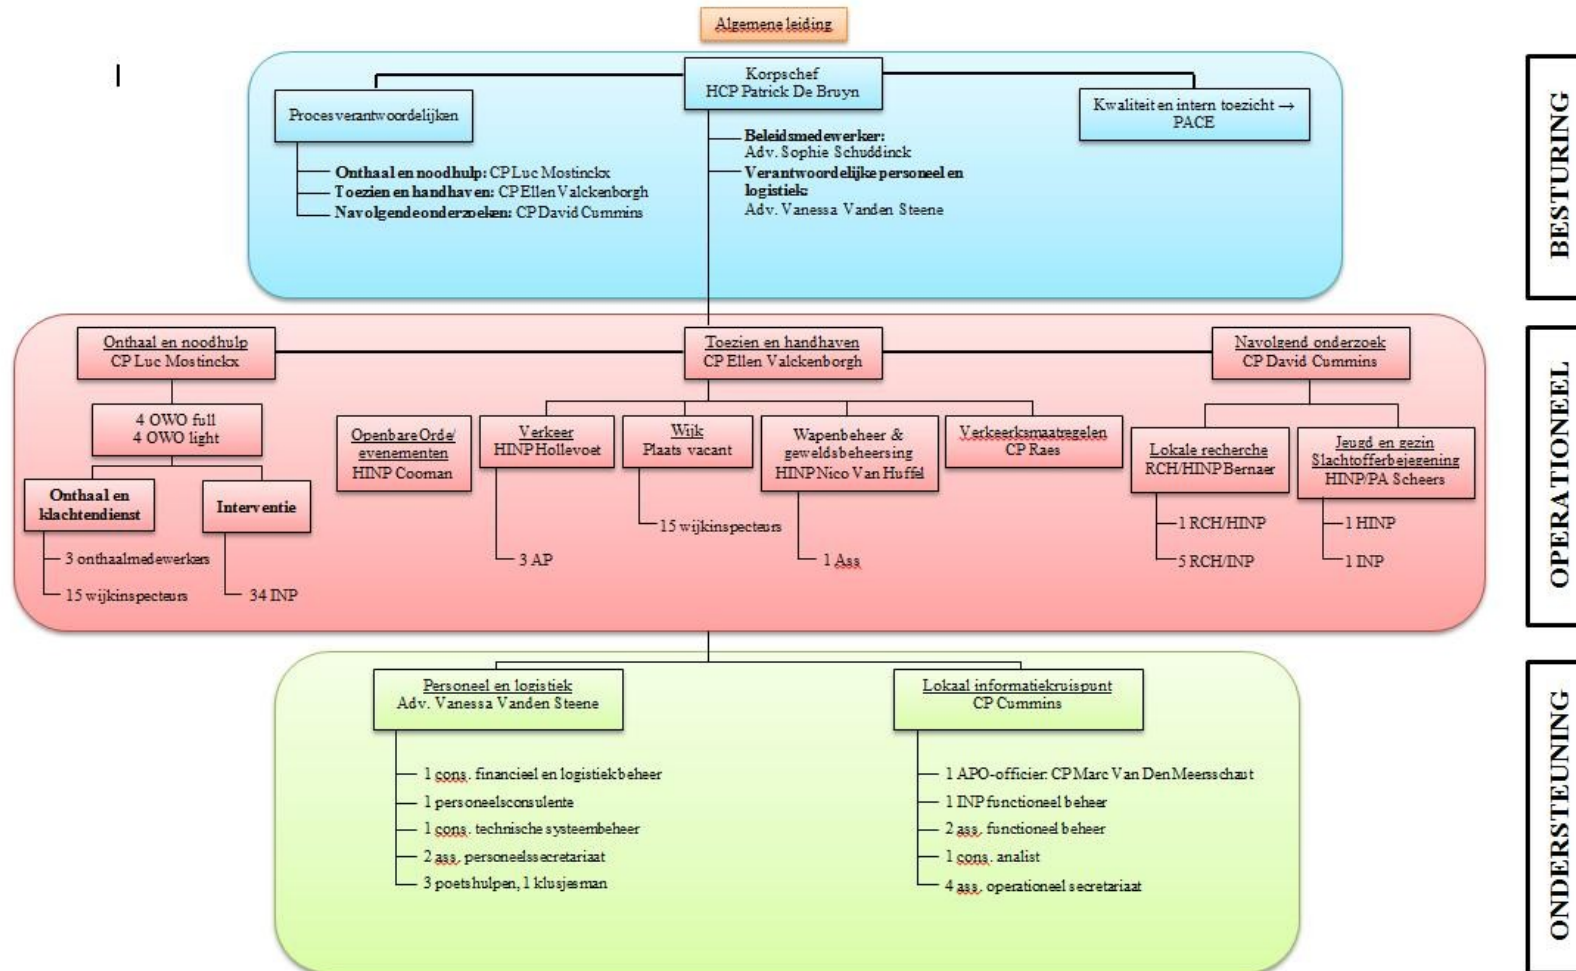 Algemene leiding
Korpschef
HCP Patrick De Bruyn
Procesverantwoordelijken
Kwaliteit en intern toezicht →
PACE
Beleidsmedewerker:
Adv. Sophie Schuddinck
Verantwoordelijke personeel en
logistiek:
Adv. Vanessa Vanden Steene
Onthaal en noodhulp: CP Luc Mostinckx
Toezien en handhaven: CP Ellen Valckenborgh
Navolgende onderzoeken: CP David Cummins
BESTURING
Onthaal en noodhulp
CP Luc Mostinckx
Toezien en handhaven
CP Ellen Valckenborgh
Navolgend onderzoek
CP David Cummins
4 OWO full
4 OWO light
Onthaal en
klachtendienst
Interventie
3 onthaalmedewerkers
15 wijkinspecteurs
34 INP
Openbare Orde/
evenementen
HINP Cooman
Verkeer
HINP Hollevoet
3 AP
Wijk
Plaats vacant
15 wijkinspecteurs
Wapenbeheer &
geweldsbeheersing
HINP Nico Van Huffel
1 Ass
Verkeerksmaatregelen
CP Raes
Lokale recherche
RCH/HINP Bernaer
1 RCH/HINP
5 RCH/INP
Jeugd en gezin
Slachtofferbejegening
HINP/PA Scheers
1 HINP
1 INP
OPERATIONEEL
Personeel en logistiek
Adv. Vanessa Vanden Steene
1 cons. financieel en logistiek beheer
1 personeelsconsulente
1 cons. technische systeembeheer
2 ass. personeelssecretariaat
3 poetshulpen, 1 klusjesman
Lokaal informatiekruispunt
CP Cummins
1 APO-officier: CP Marc Van Den Meersschaut
1 INP functioneel beheer
2 ass. functioneel beheer
1 cons. analist
4 ass. operationeel secretariaat
ONDERSTEUNING